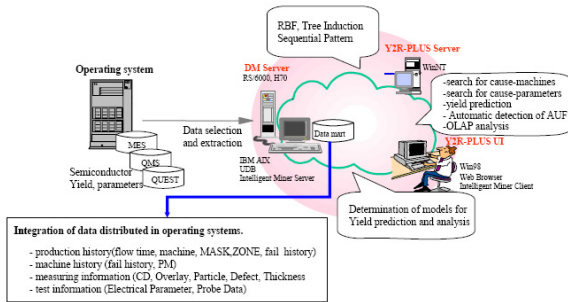 RBF, Tree Induction
Sequential Pattern
Y2R-PLUS Server
WinNT
Operating system
DM Server
RS/6000, H70
-search for cause-machines
-search for cause-parameters
-yield prediction
- Automatic detection of AUF
-OLAP analysis
Data selection
and extraction
Data mart
MES
QMS
QUEST
Semiconductor
Yield, parameters
IBM AIX
UDB
Intelligent Miner Server
Y2R-PLUS UI
Win98
Web Browser
Intelligent Miner Client
Determination of models for
Yield prediction and analysis
Integration of data distributed in operating systems.
- production history(flow time, machine, MASK,ZONE, fail history)
- machine history (fail history, PM)
- measuring information (CD, Overlay, Particle, Defect, Thickness
- test information (Electrical Parameter, Probe Data)